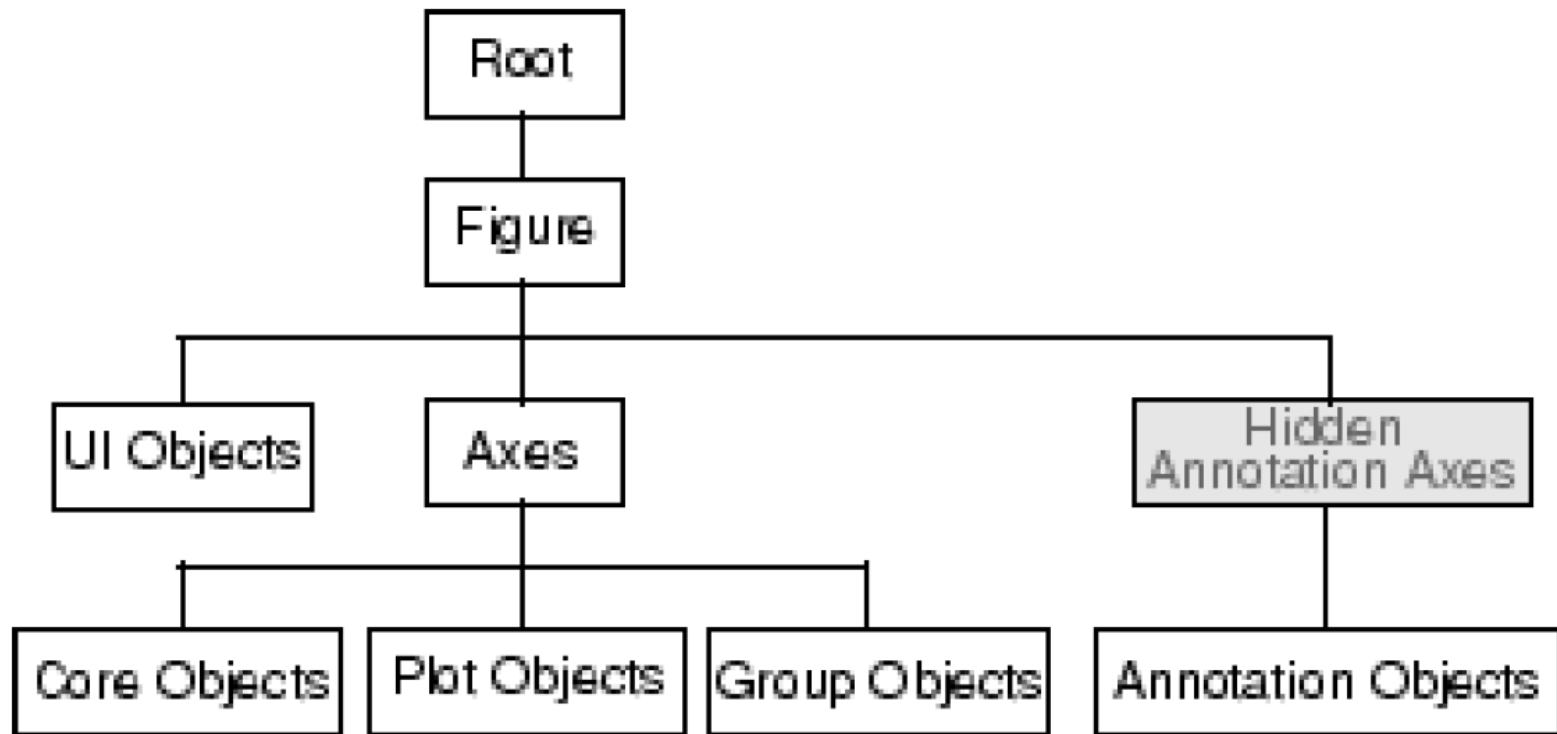 Root
Figure
UI Objects
Axes
Hidden
Annotation Axes
Core Objects
Plot Objects
Group Objects
Annotation Objects